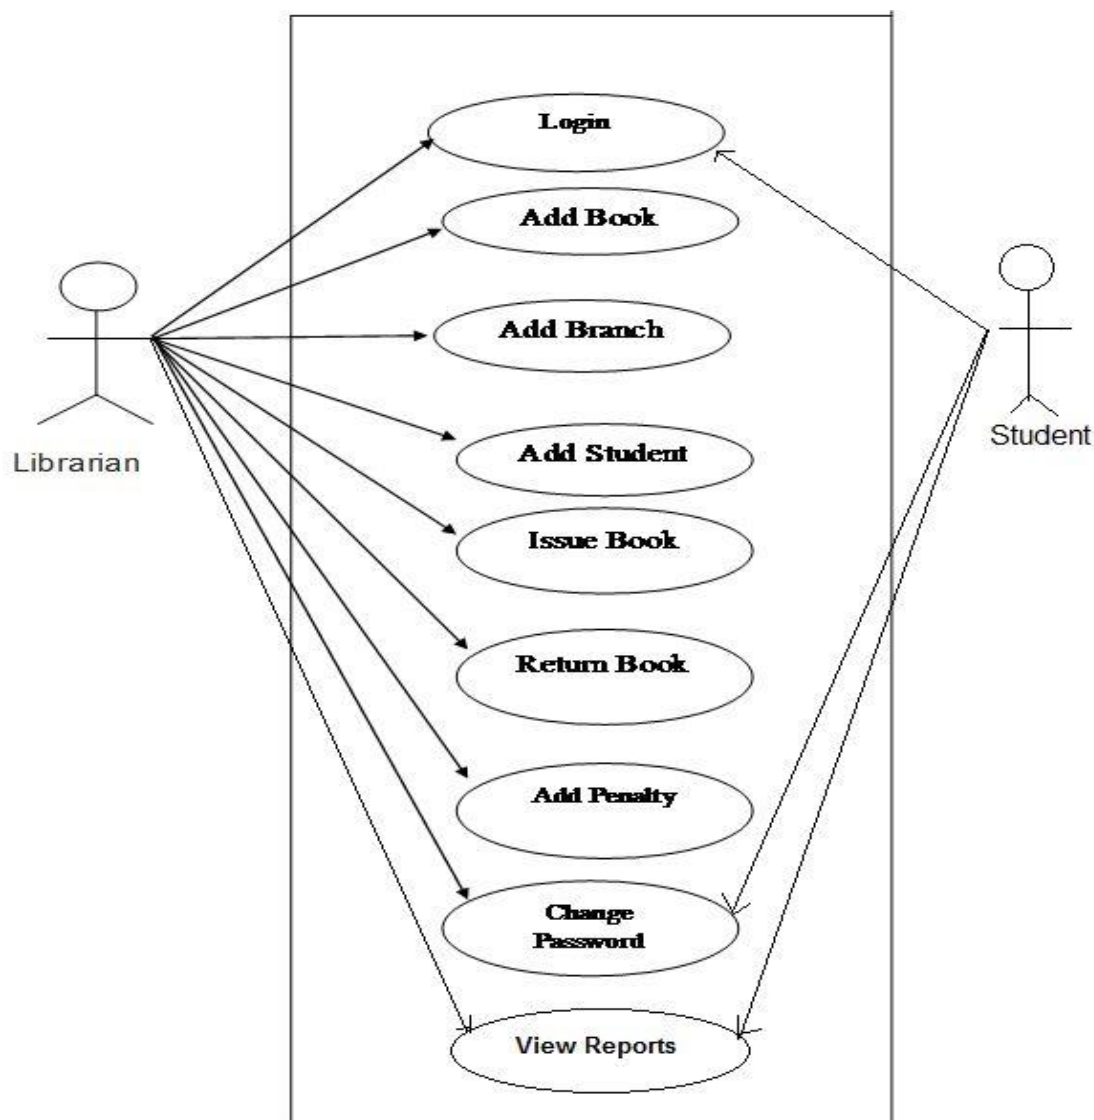 Login
Add Book
Add Branch
Add Student
Issue Book
Return Book
Add Penalty
Change
Password
View Reports
Librarian
Student